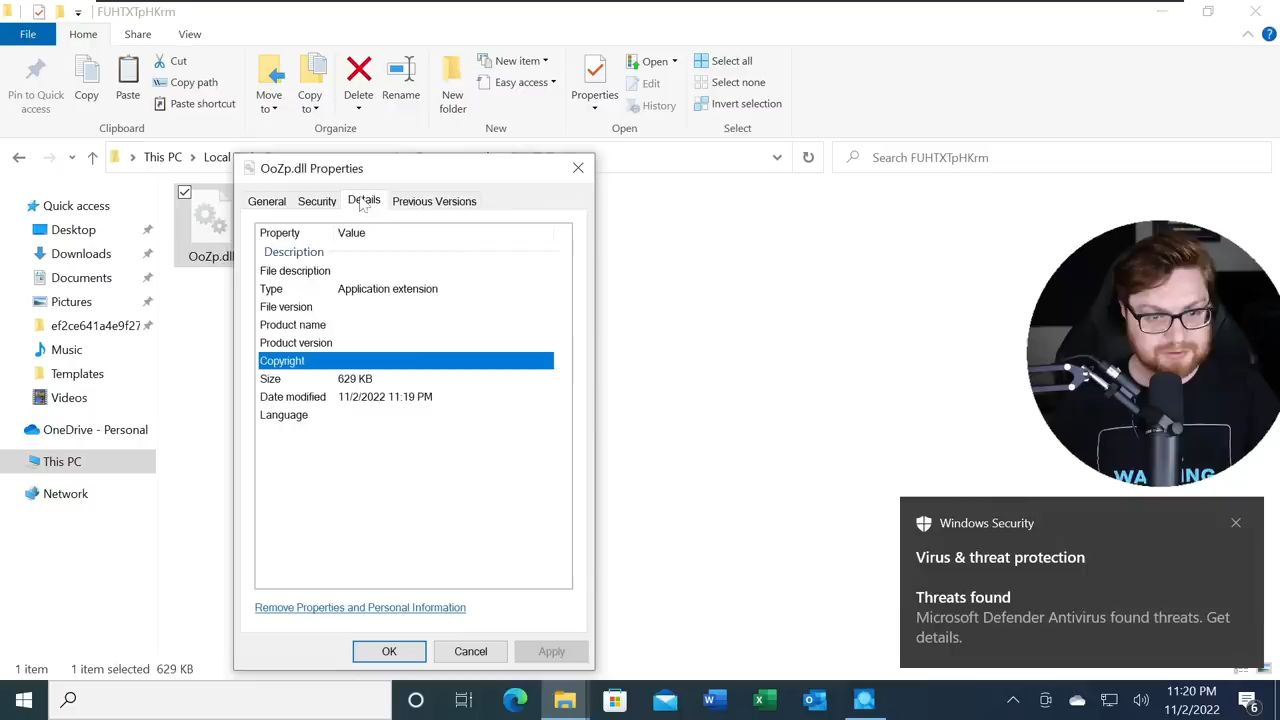 FUHTXTpHKrm
File
Home
Share
View
Pin to Quick access
Copy
Paste
Cut
Copy path
Paste shortcut
Clipboard
Move to
Copy to
Delete
Rename
Organize
New folder
New item
Easy access
New
Properties
Open
Edit
History
Open
Select all
Select none
Invert selection
Select
This PC
Local
Search FUHTXTpHKrm
Quick access
Desktop
Downloads
Documents
Pictures
ef2ce641a4e9f27
Music
Templates
Videos
OneDrive - Personal
This PC
Network
OoZp.dll
OoZp.dll Properties
General
Security
Details
Previous Versions
Property Value
Description
File description
Type Application extension
File version
Product name
Product version
Copyright
Size 629 KB
Date modified 11/2/2022 11:19 PM
Language
Remove Properties and Personal Information
OK
Cancel
Apply
Windows Security
Virus & threat protection
Threats found
Microsoft Defender Antivirus found threats. Get
details.
1 item
1 item selected 629 KB
11:20 PM
11/2/2022
6